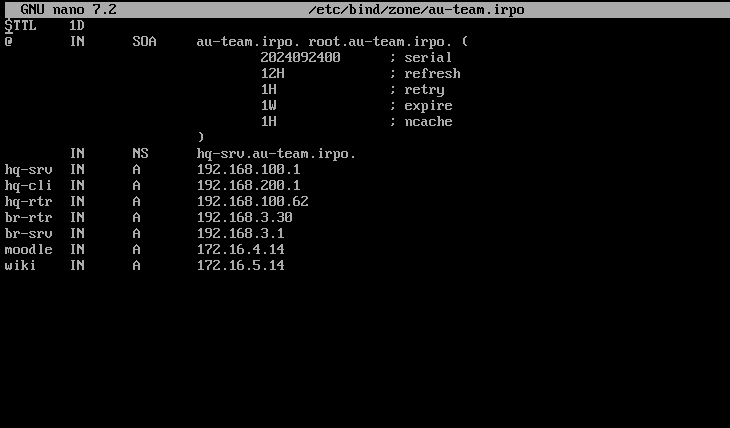 GNU nano 7.2 /etc/bind/zone/au-team.irpo
$TTL 1D
@ IN SOA au-team.irpo. root.au-team.irpo. (
2024092400 ; serial
12H ; refresh
1H ; retry
1W ; expire
1H ; ncache
)
IN NS hq-srv.au-team.irpo.
hq-srv IN A 192.168.100.1
hq-cli IN A 192.168.200.1
hq-rtr IN A 192.168.100.62
br-rtr IN A 192.168.3.30
br-srv IN A 192.168.3.1
moodle IN A 172.16.4.14
wiki IN A 172.16.5.14